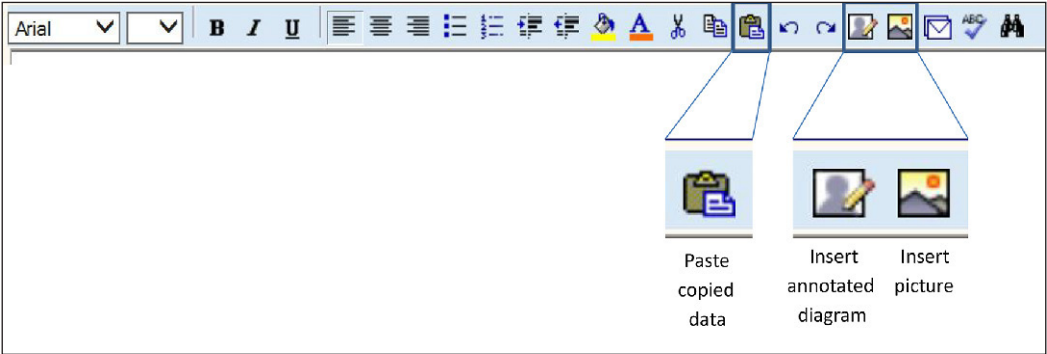 Arial B I U A ABC
Paste
copied
data
Insert
annotated
diagram
Insert
picture